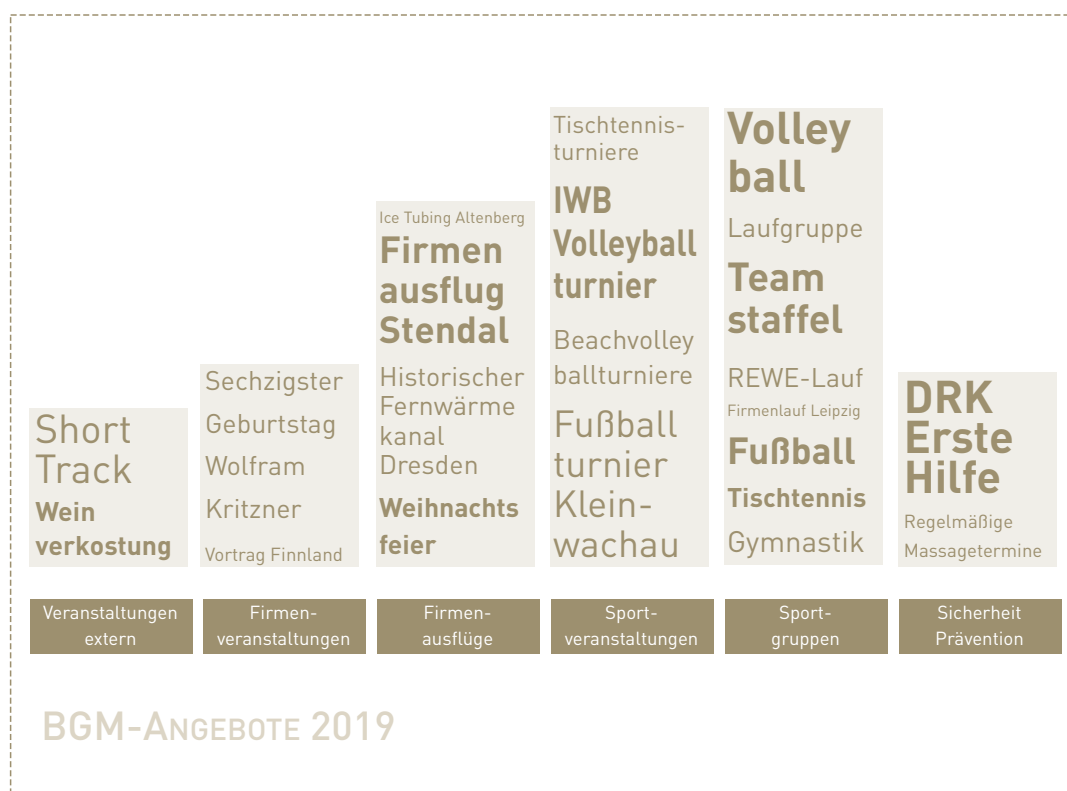 Short
Track
Wein
verkostung
Veranstaltungen
extern
Sechzigster
Geburtstag
Wolfram
Kritzner
Vortrag Finnland
Firmen-
veranstaltungen
Ice Tubing Altenberg
Firmen
ausflug
Stendal
Historischer
Fernwärme
kanal
Dresden
Weihnachts
feier
Firmen-
ausflüge
Tischtennis-
turniere
IWB
Volleyball
turnier
Beachvolley
ballturniere
Fußball
turnier
Klein-
wachau
Sport-
veranstaltungen
Volley
ball
Laufgruppe
Team
staffel
REWE-Lauf
Firmenlauf Leipzig
Fußball
Tischtennis
Gymnastik
Sport-
gruppen
DRK
Erste
Hilfe
Regelmäßige
Massagetermine
Sicherheit
Prävention
BGM-Angebote 2019